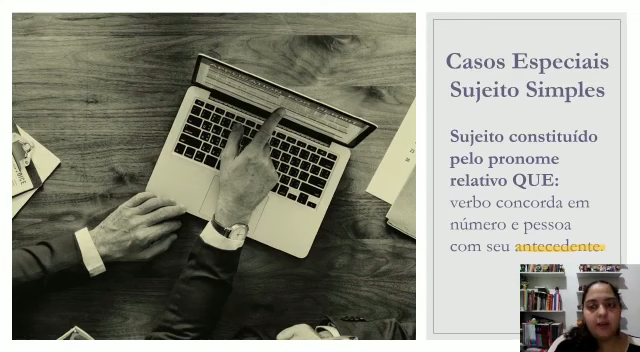 Casos Especiais
Sujeito Simples
Sujeito constituído
pelo pronome
relativo QUE:
verbo concorda em
número e pessoa
com seu antecedente.